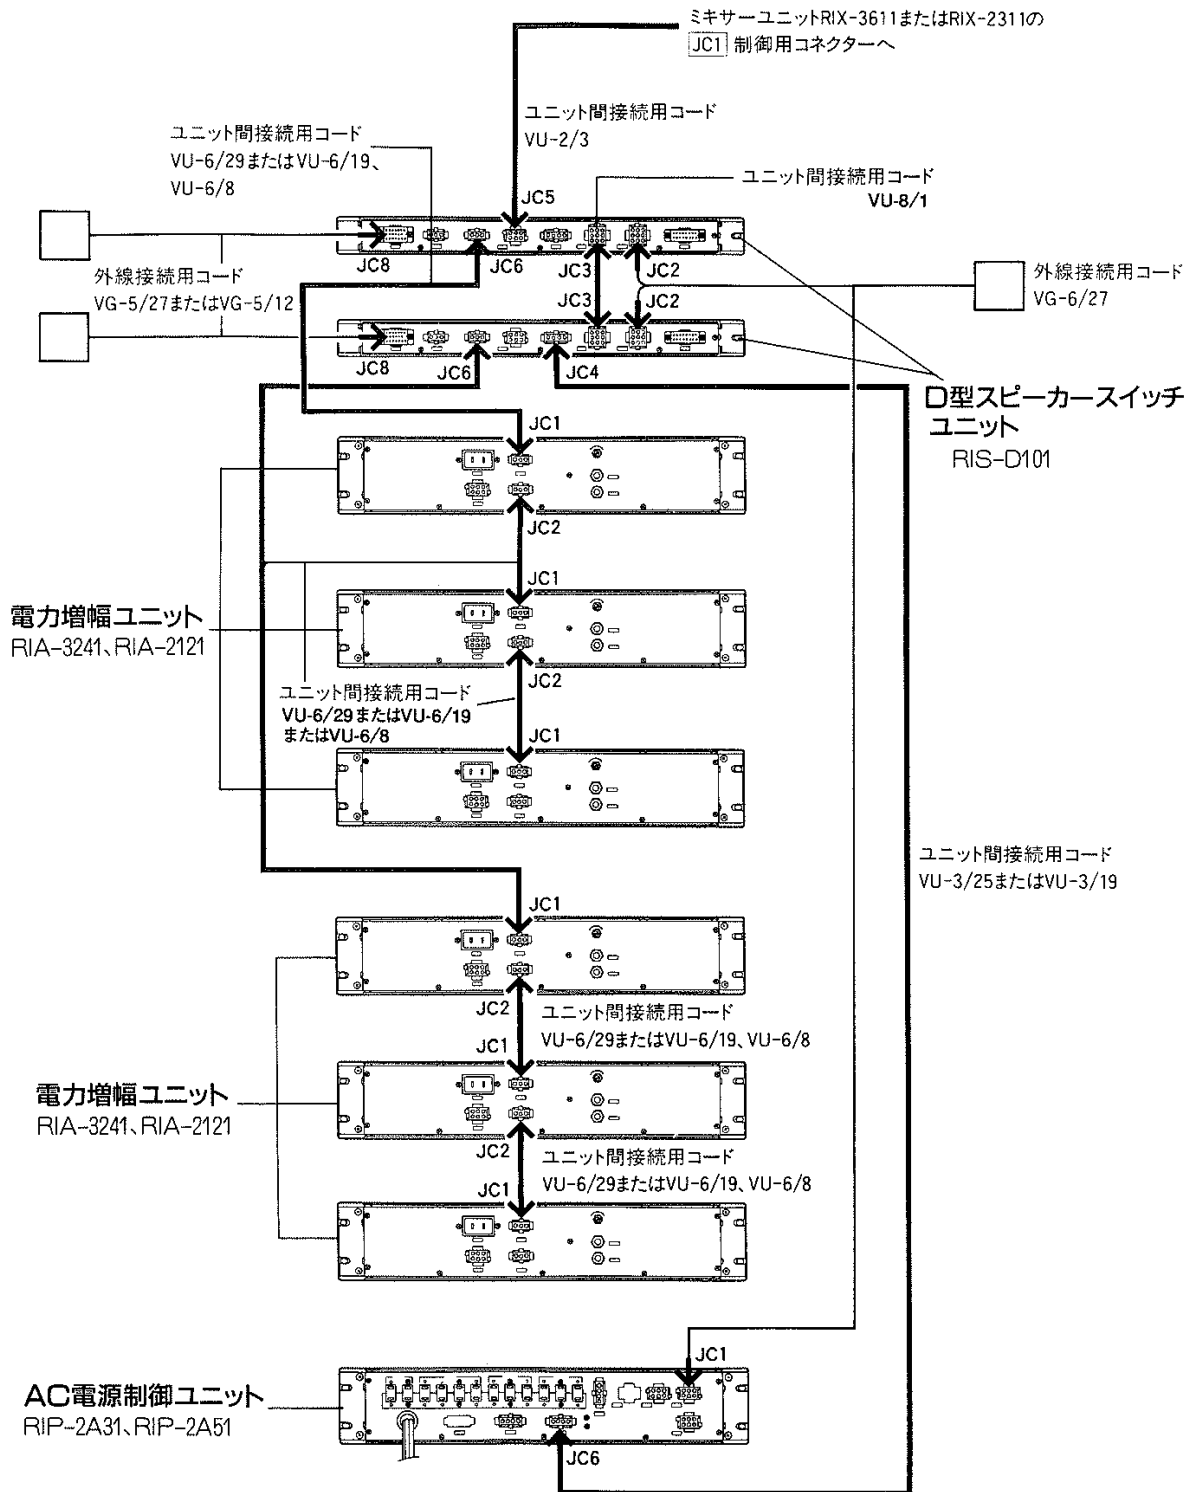 ミキサーユニットRIX-3611またはRIX-2311の
JC1 制御用コネクターへ
ユニット間接続用コード
VU-2/3
ユニット間接続用コード
VU-6/29またはVU-6/19、
VU-6/8
ユニット間接続用コード
VU-8/1
JC5
JC8
JC6
JC3
JC2
外線接続用コード
VG-5/27またはVG-5/12
JC3
JC2
外線接続用コード
VG-6/27
JC8
JC6
JC4
D型スピーカースイッチ
ユニット
RIS-D101
JC1
JC2
JC1
電力増幅ユニット
RIA-3241、RIA-2121
JC2
ユニット間接続用コード
VU-6/29またはVU-6/19
またはVU-6/8
JC1
ユニット間接続用コード
VU-3/25またはVU-3/19
JC1
JC2
ユニット間接続用コード
VU-6/29またはVU-6/19、VU-6/8
JC1
電力増幅ユニット
RIA-3241、RIA-2121
JC2
ユニット間接続用コード
VU-6/29またはVU-6/19、VU-6/8
JC1
JC1
AC電源制御ユニット
RIP-2A31、RIP-2A51
JC6